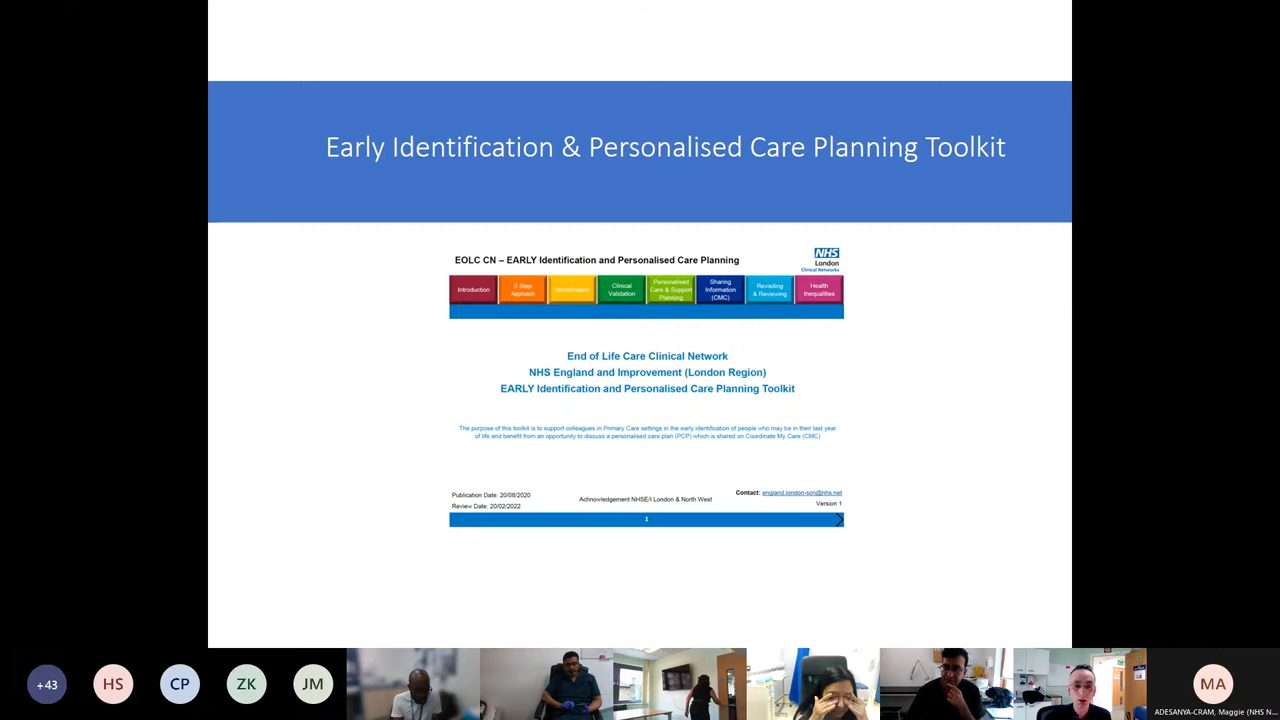 Early Identification & Personalised Care Planning Toolkit
EOLC CN – EARLY Identification and Personalised Care Planning
NHS
London
Clinical Networks
Introduction
5 Step
Approach
Identification
Clinical
Validation
Personalised
Care & Support
Planning
Sharing
Information
(CMC)
Revisiting
& Reviewing
Health
Inequalities
End of Life Care Clinical Network
NHS England and Improvement (London Region)
EARLY Identification and Personalised Care Planning Toolkit
The purpose of this toolkit is to support colleagues in Primary Care settings in the early identification of people who may be in their last year
of life and benefit from an opportunity to discuss a personalised care plan (PCP) which is shared on Coordinate My Care (CMC)
Publication Date: 20/08/2020
Review Date: 20/02/2022
Acknowledgement NHSE/I London & North West
Contact: england.london-scn@nhs.net
Version 1
1
+43
HS
CP
ZK
JM
MA
ADESANYA-CRAM, Maggie (NHS N...